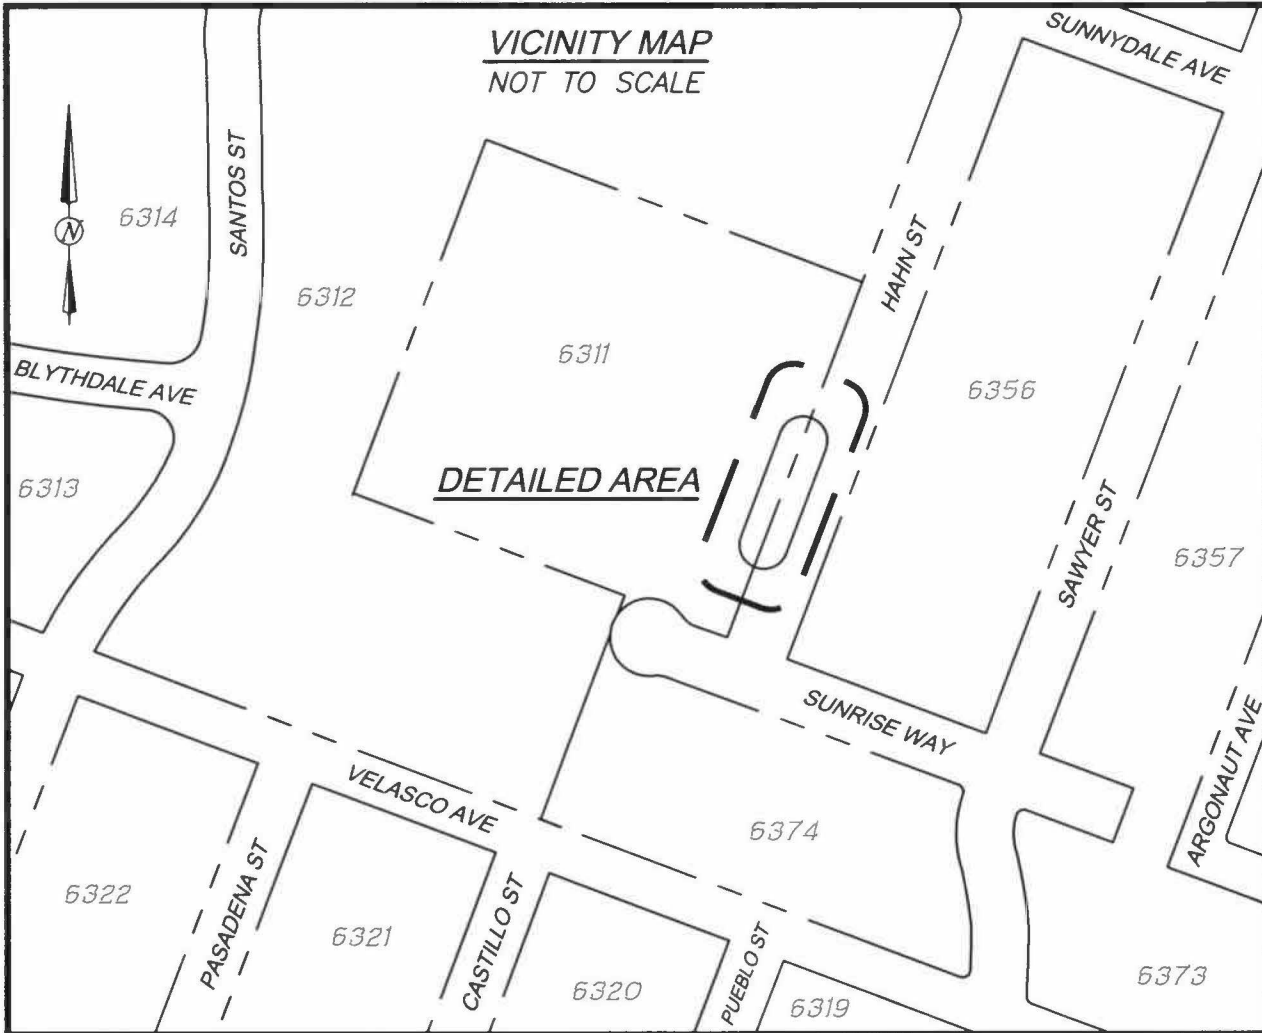 VICINITY MAP
NOT TO SCALE
SUNNYDALE AVE
SANTOS ST
N
6314
HAHN ST
6312
6311
BLYTHDALE AVE
6356
DETAILED AREA
6313
SAWYER ST
6357
SUNRISE WAY
ARGONAUT AVE
VELASCO AVE
6374
PASADENA ST
6322
6321
CASTILLO ST
6320
PUEBLO ST
6319
6373